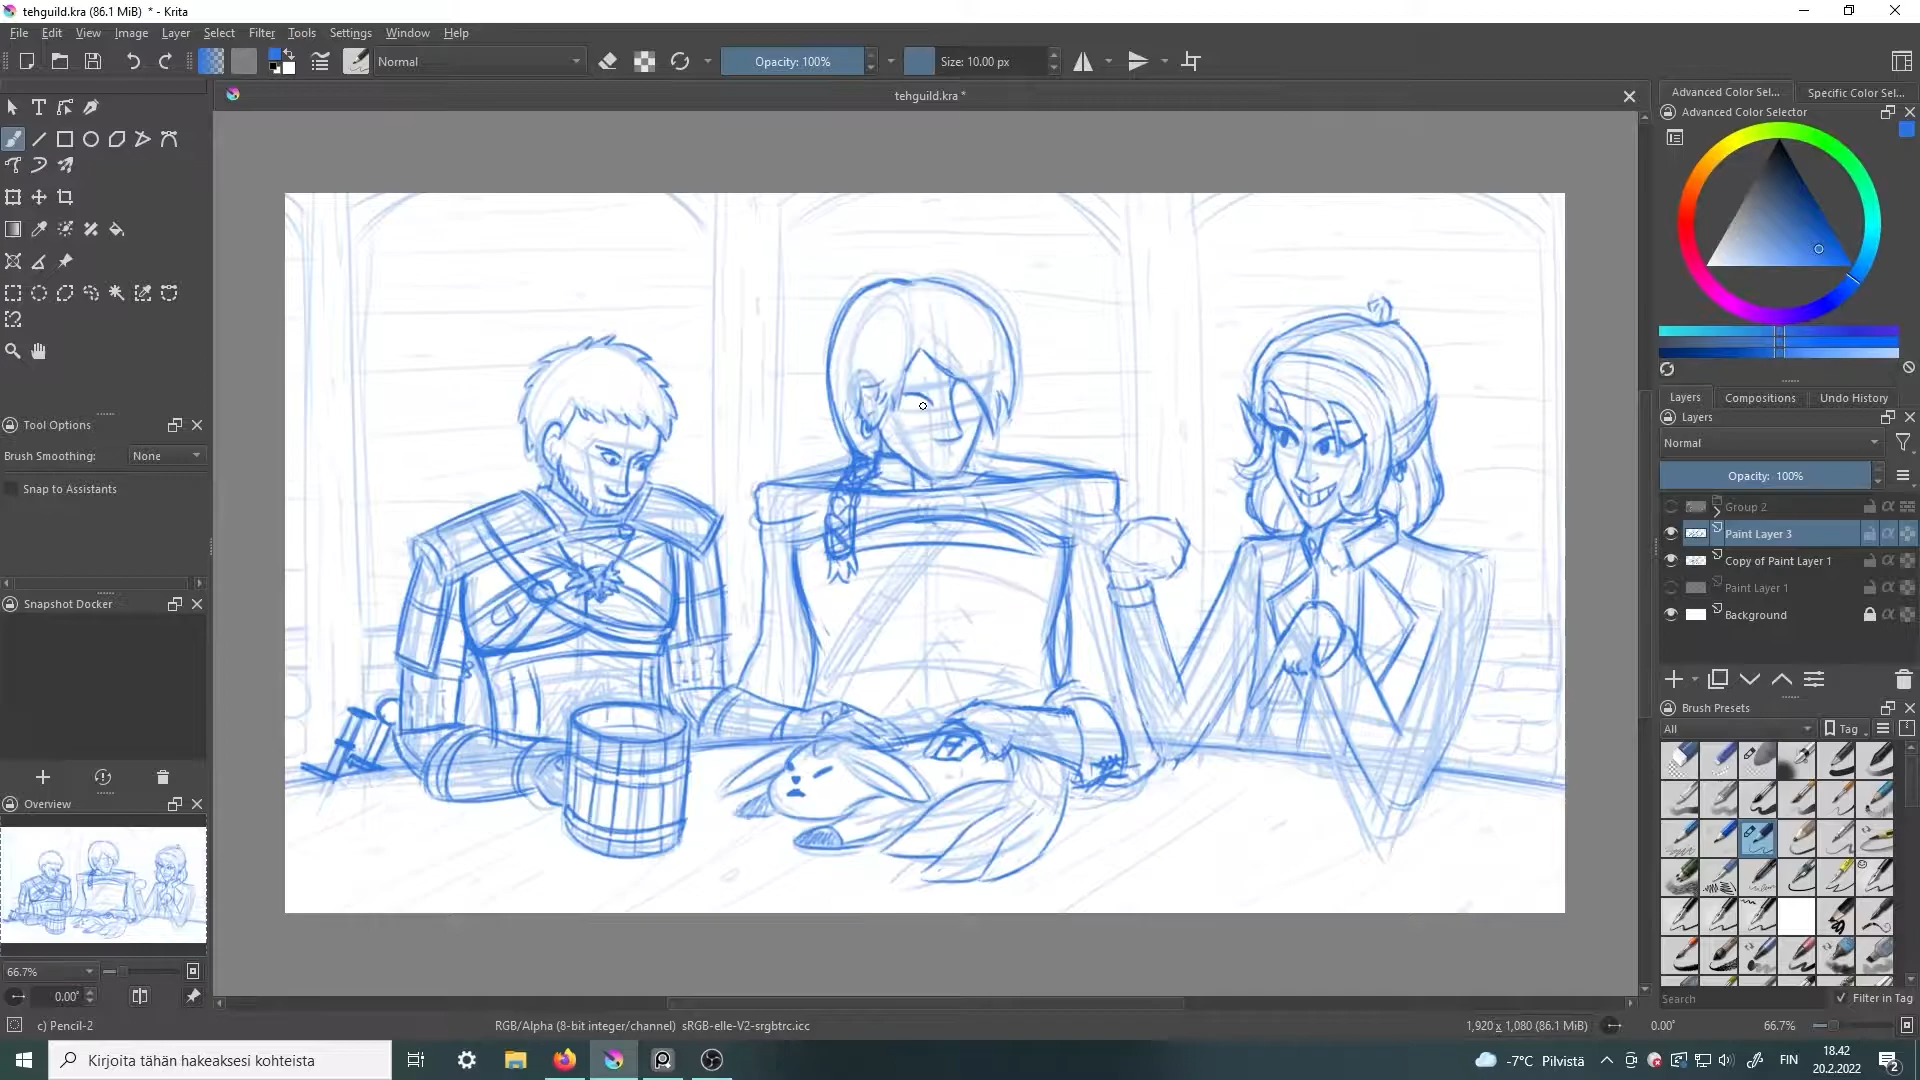 tehguild.kra (86.1 MiB) * - Krita
File Edit View Image Layer Select Filter Tools Settings Window Help
Normal
Opacity: 100%
Size: 10.00 px
tehguild.kra *
Advanced Color Sel...
Specific Color Sel...
Advanced Color Selector
Tool Options
Brush Smoothing:
None
Snap to Assistants
Snapshot Docker
Overview
66.7%
0.00°
Layers
Compositions
Undo History
Layers
Normal
Opacity: 100%
Group 2
Paint Layer 3
Copy of Paint Layer 1
Paint Layer 1
Background
Brush Presets
All
Tag
Search
Filter in Tag
c) Pencil-2
RGB/Alpha (8-bit integer/channel) sRGB-elle-V2-srgbtrc.icc
1,920 x 1,080 (86.1 MiB)
0.00°
66.7%
Kirjoita tähän hakeaksesi kohteista
-7°C Pilvistä
FIN
18.42
20.2.2022
2